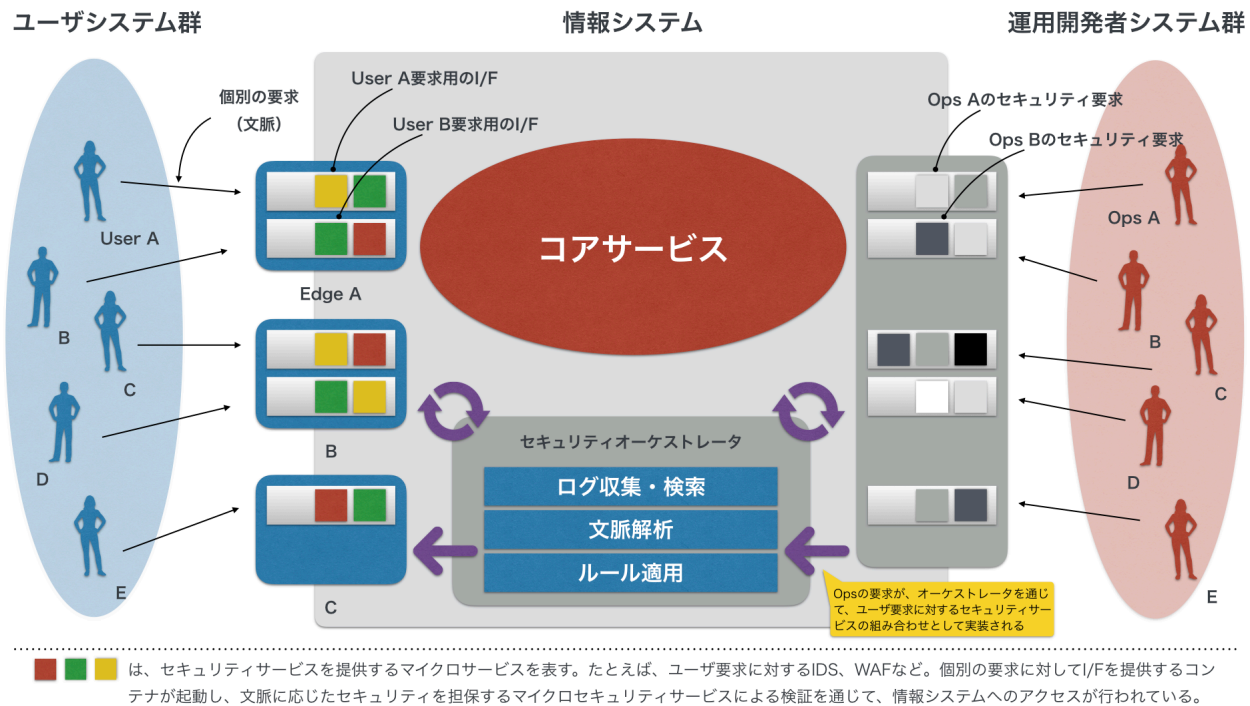 ユーザシステム群
情報システム
運用開発者システム群
User A要求用のI/F
個別の要求
（文脈）
User B要求用のI/F
Ops Aのセキュリティ要求
Ops Bのセキュリティ要求
コアサービス
User A
Ops A
Edge A
B
B
C
C
B
D
D
セキュリティオーケストレータ
ログ収集・検索
文脈解析
ルール適用
E
C
E
Opsの要求が、オーケストレータを通じ
て、ユーザ要求に対するセキュリティサー
ビスの組み合わせとして実装される
は、セキュリティサービスを提供するマイクロサービスを表す。たとえば、ユーザ要求に対するIDS、WAFなど。個別の要求に対してI/Fを提供するコン
テナが起動し、文脈に応じたセキュリティを担保するマイクロセキュリティサービスによる検証を通じて、情報システムへのアクセスが行われている。